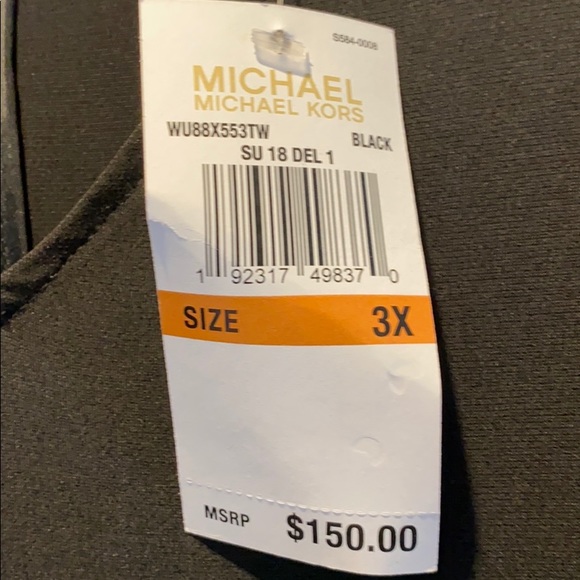 S584-0008
MICHAEL
MICHAEL KORS
WU88X553TW BLACK
SU 18 DEL 1
1 92317 49837 0
SIZE 3X
MSRP $150.00